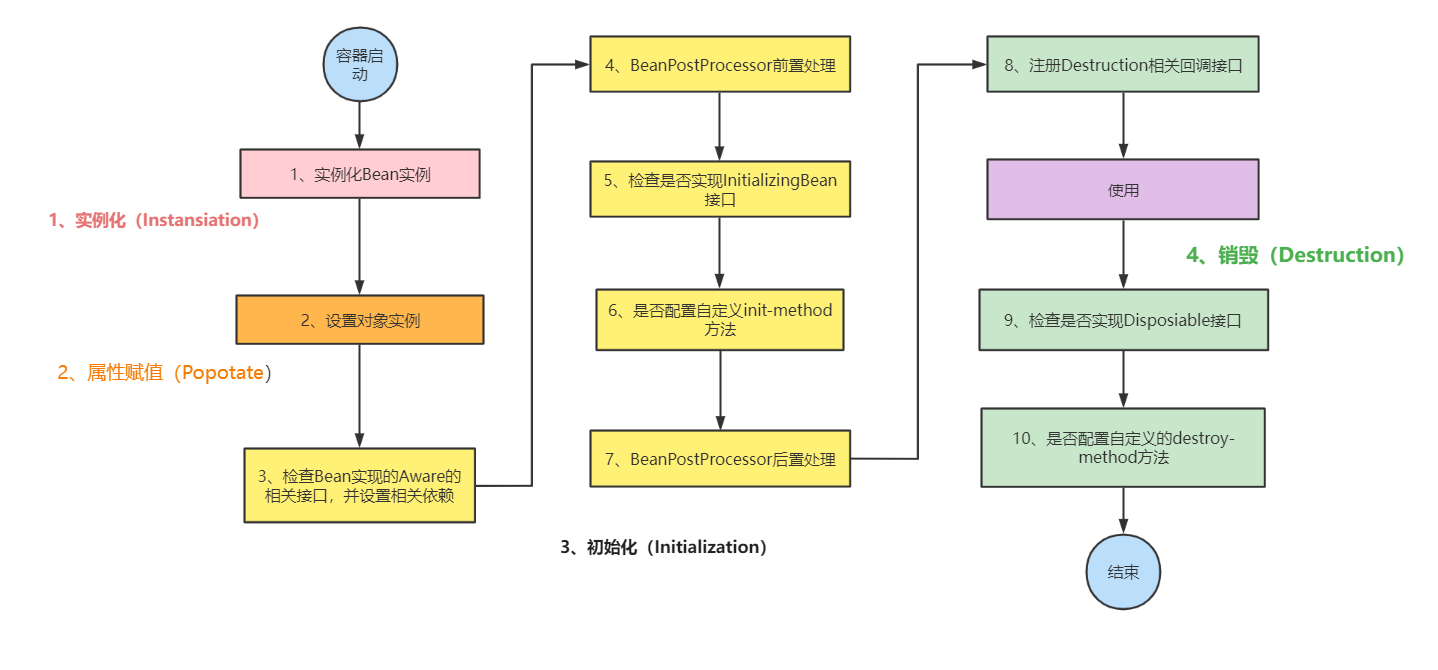 容器启
动
1、实例化Bean实例
1、实例化（Instansiation）
2、设置对象实例
2、属性赋值（Popotate）
3、检查Bean实现的Aware的
相关接口，并设置相关依赖
4、BeanPostProcessor前置处理
5、检查是否实现InitializingBean
接口
6、是否配置自定义init-method
方法
7、BeanPostProcessor后置处理
3、初始化（Initialization）
8、注册Destruction相关回调接口
使用
4、销毁（Destruction）
9、检查是否实现Disposiable接口
10、是否配置自定义的destroy-
method方法
结束